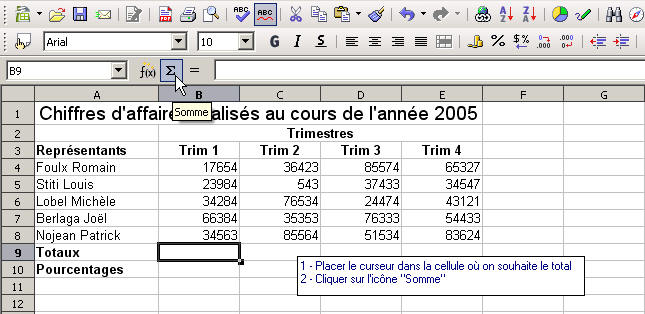 ABC ABC
Arial 10 G I S % $%
B9 f(x) Σ =
Somme
A B C D E F G
1 Chiffres d'affaire alisés au cours de l'année 2005
2 Trimestres
3 Représentants Trim 1 Trim 2 Trim 3 Trim 4
4 Foulx Romain 17654 36423 85574 65327
5 Stiti Louis 23984 543 37433 34547
6 Lobel Michèle 34284 76534 24474 43121
7 Berlaga Joël 66384 35353 76333 54433
8 Nojean Patrick 34563 85564 51534 83624
9 Totaux
10 Pourcentages
1 - Placer le curseur dans la cellule où on souhaite le total
2 - Cliquer sur l'icône "Somme"
11
12